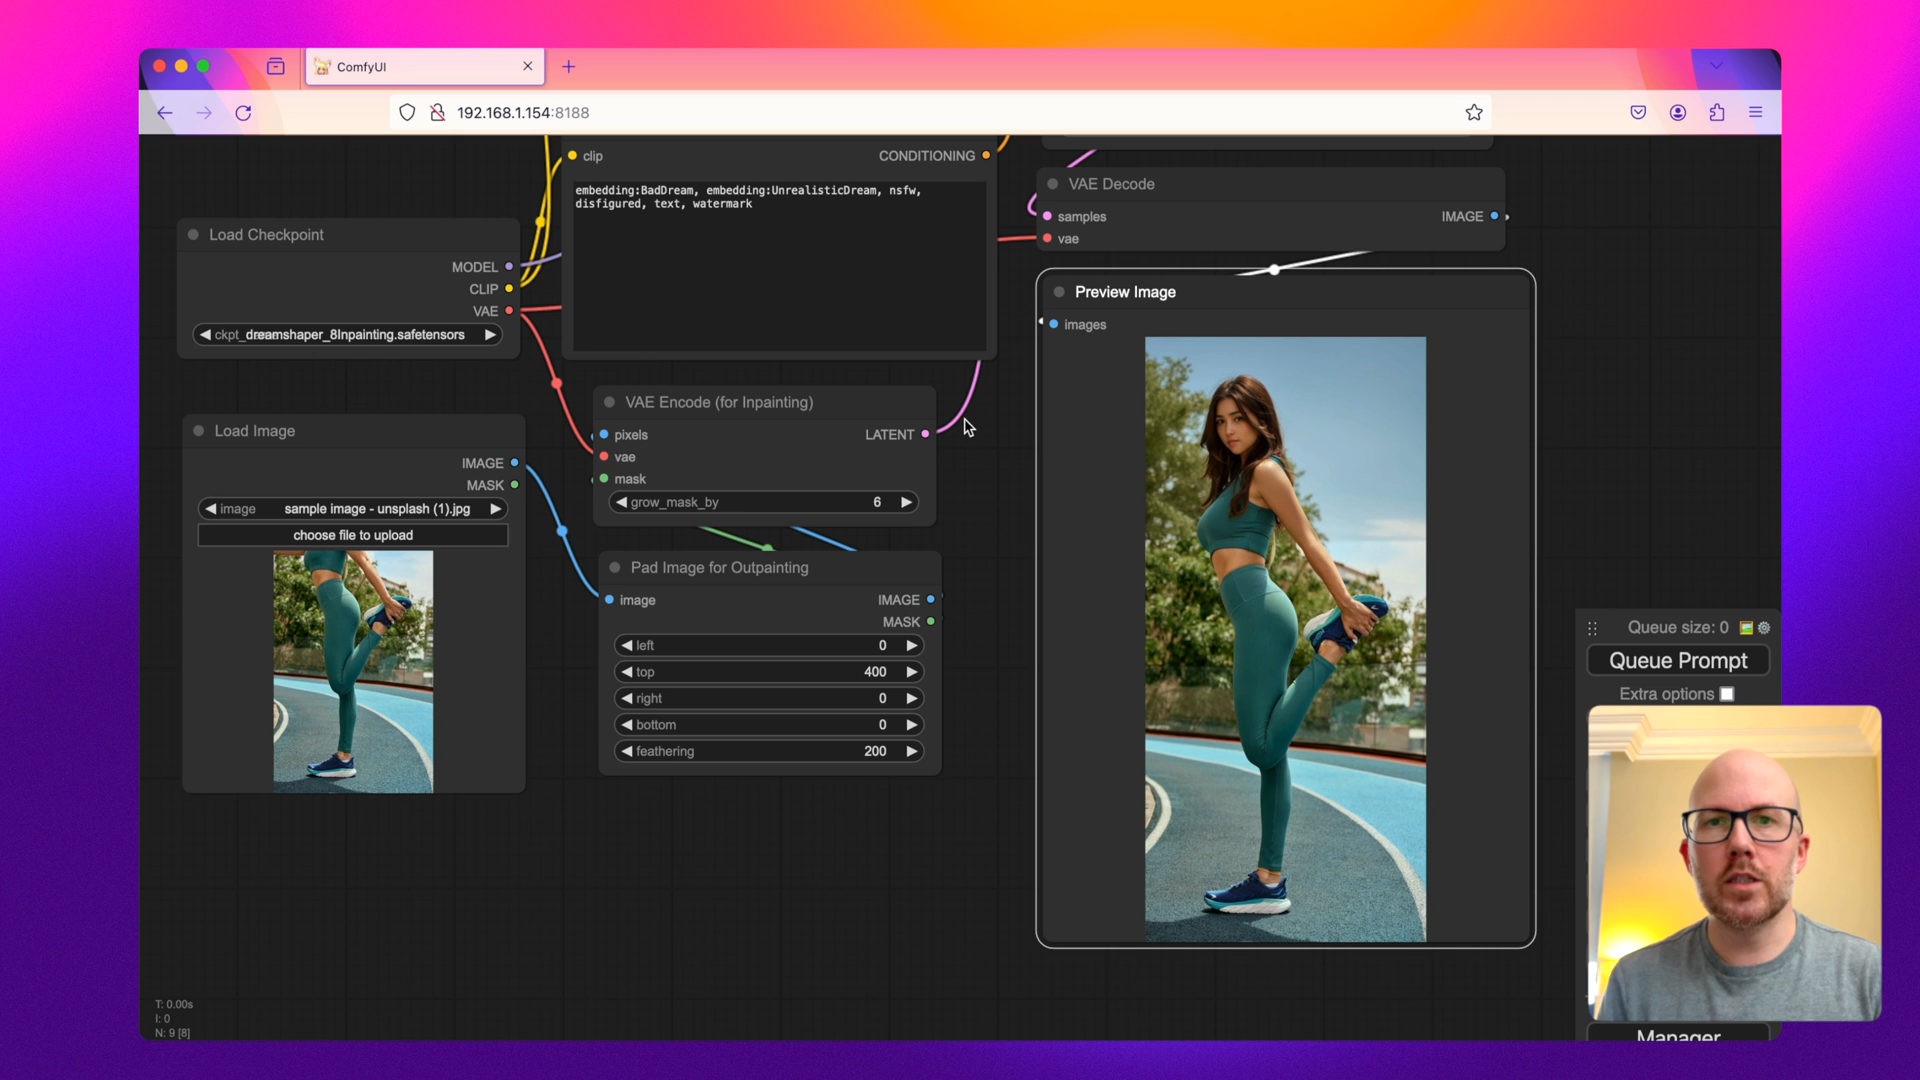 ComfyUI
192.168.1.154:8188
clip
CONDITIONING
embedding:BadDream, embedding:UnrealisticDream, nsfw,
disfigured, text, watermark
VAE Decode
samples
IMAGE
vae
Load Checkpoint
MODEL
CLIP
VAE
dreamshaper_8Inpainting.safetensors
Preview Image
images
VAE Encode (for Inpainting)
pixels
LATENT
vae
mask
grow_mask_by 6
Load Image
IMAGE
MASK
image sample image - unsplash (1).jpg
choose file to upload
Pad Image for Outpainting
image
IMAGE
MASK
left 0
top 400
right 0
bottom 0
feathering 200
Queue size: 0
Queue Prompt
Extra options
Manager
T: 0.00s
I: 0
N: 9 [8]